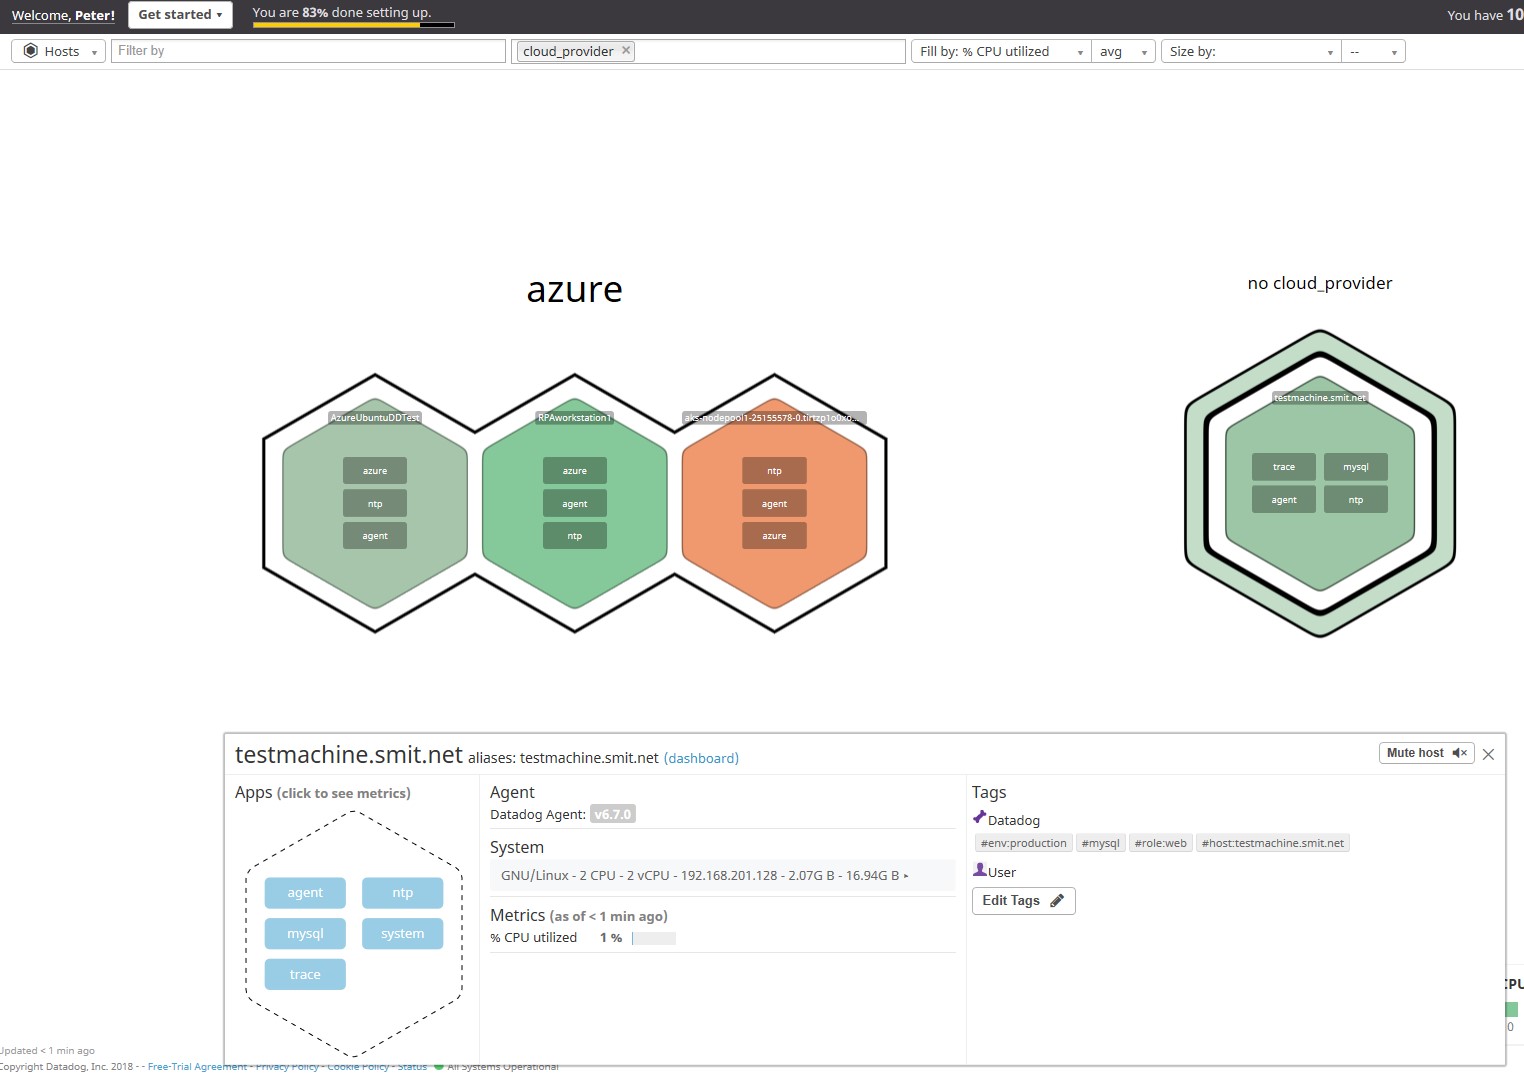 Welcome, Peter!
Get started
You are 83% done setting up.
You have 10
Hosts
Filter by
cloud_provider ×
Fill by: % CPU utilized
avg
Size by:
--
azure
no cloud_provider
AzureUbuntuDDTest
azure
ntp
agent
RPAworkstation1
azure
agent
ntp
aks-nodepool1-25155578-0.tirtzp1o0xo...
ntp
agent
azure
testmachine.smit.net
trace mysql
agent ntp
testmachine.smit.net aliases: testmachine.smit.net (dashboard)
Mute host
Apps (click to see metrics)
agent ntp
mysql system
trace
Agent
Datadog Agent: v6.7.0
System
GNU/Linux - 2 CPU - 2 vCPU - 192.168.201.128 - 2.07G B - 16.94G B
Metrics (as of < 1 min ago)
% CPU utilized 1 %
Tags
Datadog
#env:production #mysql #role:web #host:testmachine.smit.net
User
Edit Tags
CPU
0
Updated < 1 min ago
Copyright Datadog, Inc. 2018 - - Free-Trial Agreement - Privacy Policy - Cookie Policy - Status All Systems Operational